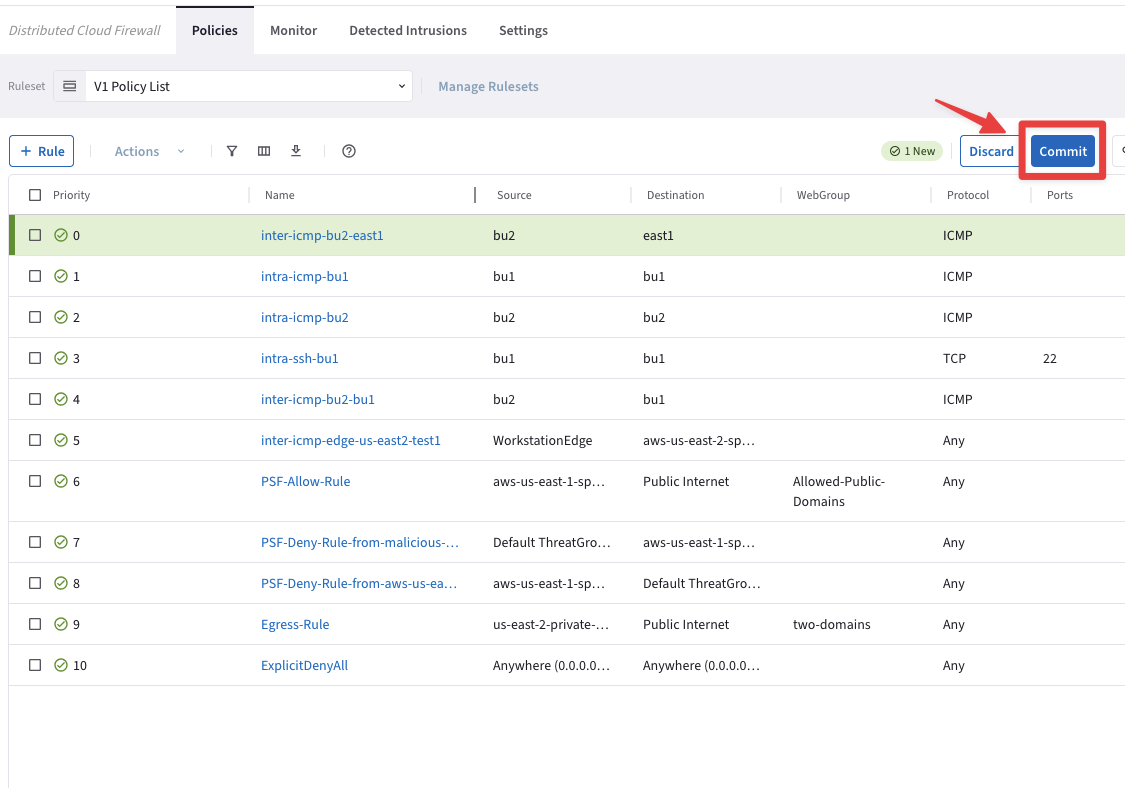 Distributed Cloud Firewall Policies Monitor Detected Intrusions Settings
Ruleset V1 Policy List Manage Rulesets
+ Rule Actions 1 New Discard Commit
Priority Name Source Destination WebGroup Protocol Ports
0 inter-icmp-bu2-east1 bu2 east1 ICMP
1 intra-icmp-bu1 bu1 bu1 ICMP
2 intra-icmp-bu2 bu2 bu2 ICMP
3 intra-ssh-bu1 bu1 bu1 TCP 22
4 inter-icmp-bu2-bu1 bu2 bu1 ICMP
5 inter-icmp-edge-us-east2-test1 WorkstationEdge aws-us-east-2-sp… Any
6 PSF-Allow-Rule aws-us-east-1-sp… Public Internet Allowed-Public- Any
Domains
7 PSF-Deny-Rule-from-malicious-… Default ThreatGro… aws-us-east-1-sp… Any
8 PSF-Deny-Rule-from-aws-us-ea… aws-us-east-1-sp… Default ThreatGro… Any
9 Egress-Rule us-east-2-private-… Public Internet two-domains Any
10 ExplicitDenyAll Anywhere (0.0.0.0… Anywhere (0.0.0.0… Any